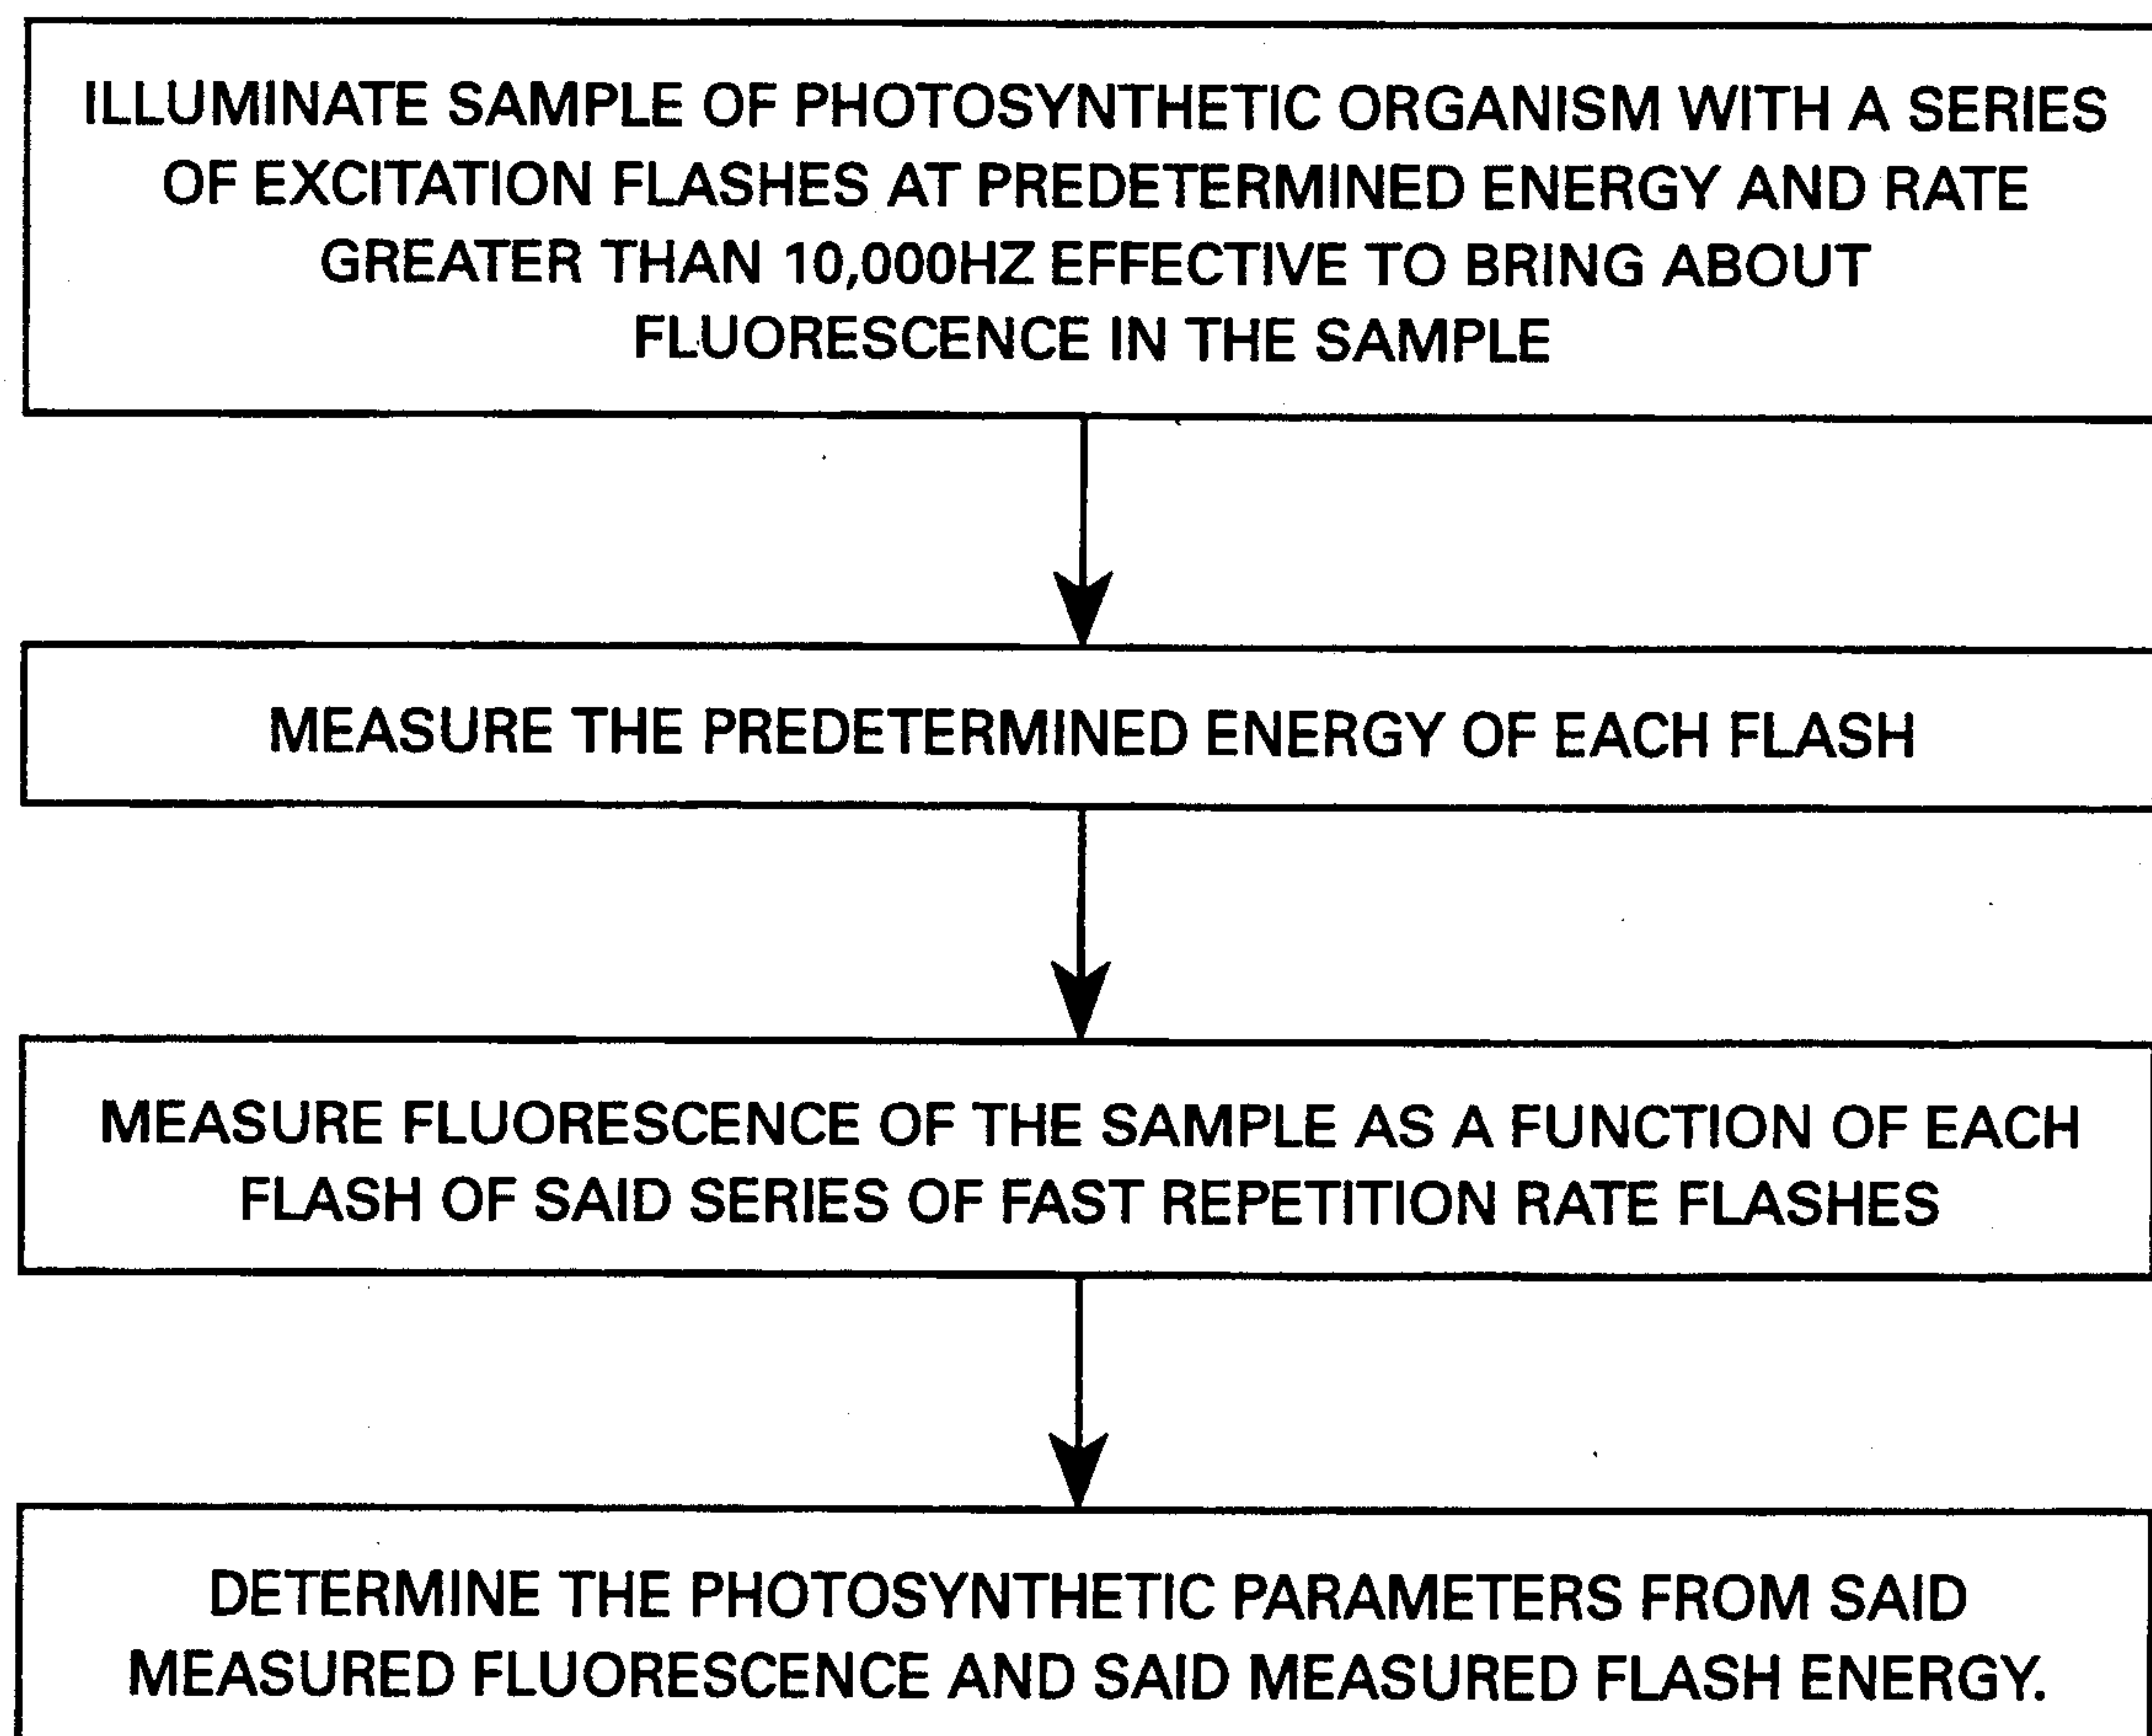 ILLUMINATE SAMPLE OF PHOTOSYNTHETIC ORGANISM WITH A SERIES
OF EXCITATION FLASHES AT PREDETERMINED ENERGY AND RATE
GREATER THAN 10,000HZ EFFECTIVE TO BRING ABOUT
FLUORESCENCE IN THE SAMPLE
MEASURE THE PREDETERMINED ENERGY OF EACH FLASH
MEASURE FLUORESCENCE OF THE SAMPLE AS A FUNCTION OF EACH
FLASH OF SAID SERIES OF FAST REPETITION RATE FLASHES
DETERMINE THE PHOTOSYNTHETIC PARAMETERS FROM SAID
MEASURED FLUORESCENCE AND SAID MEASURED FLASH ENERGY.